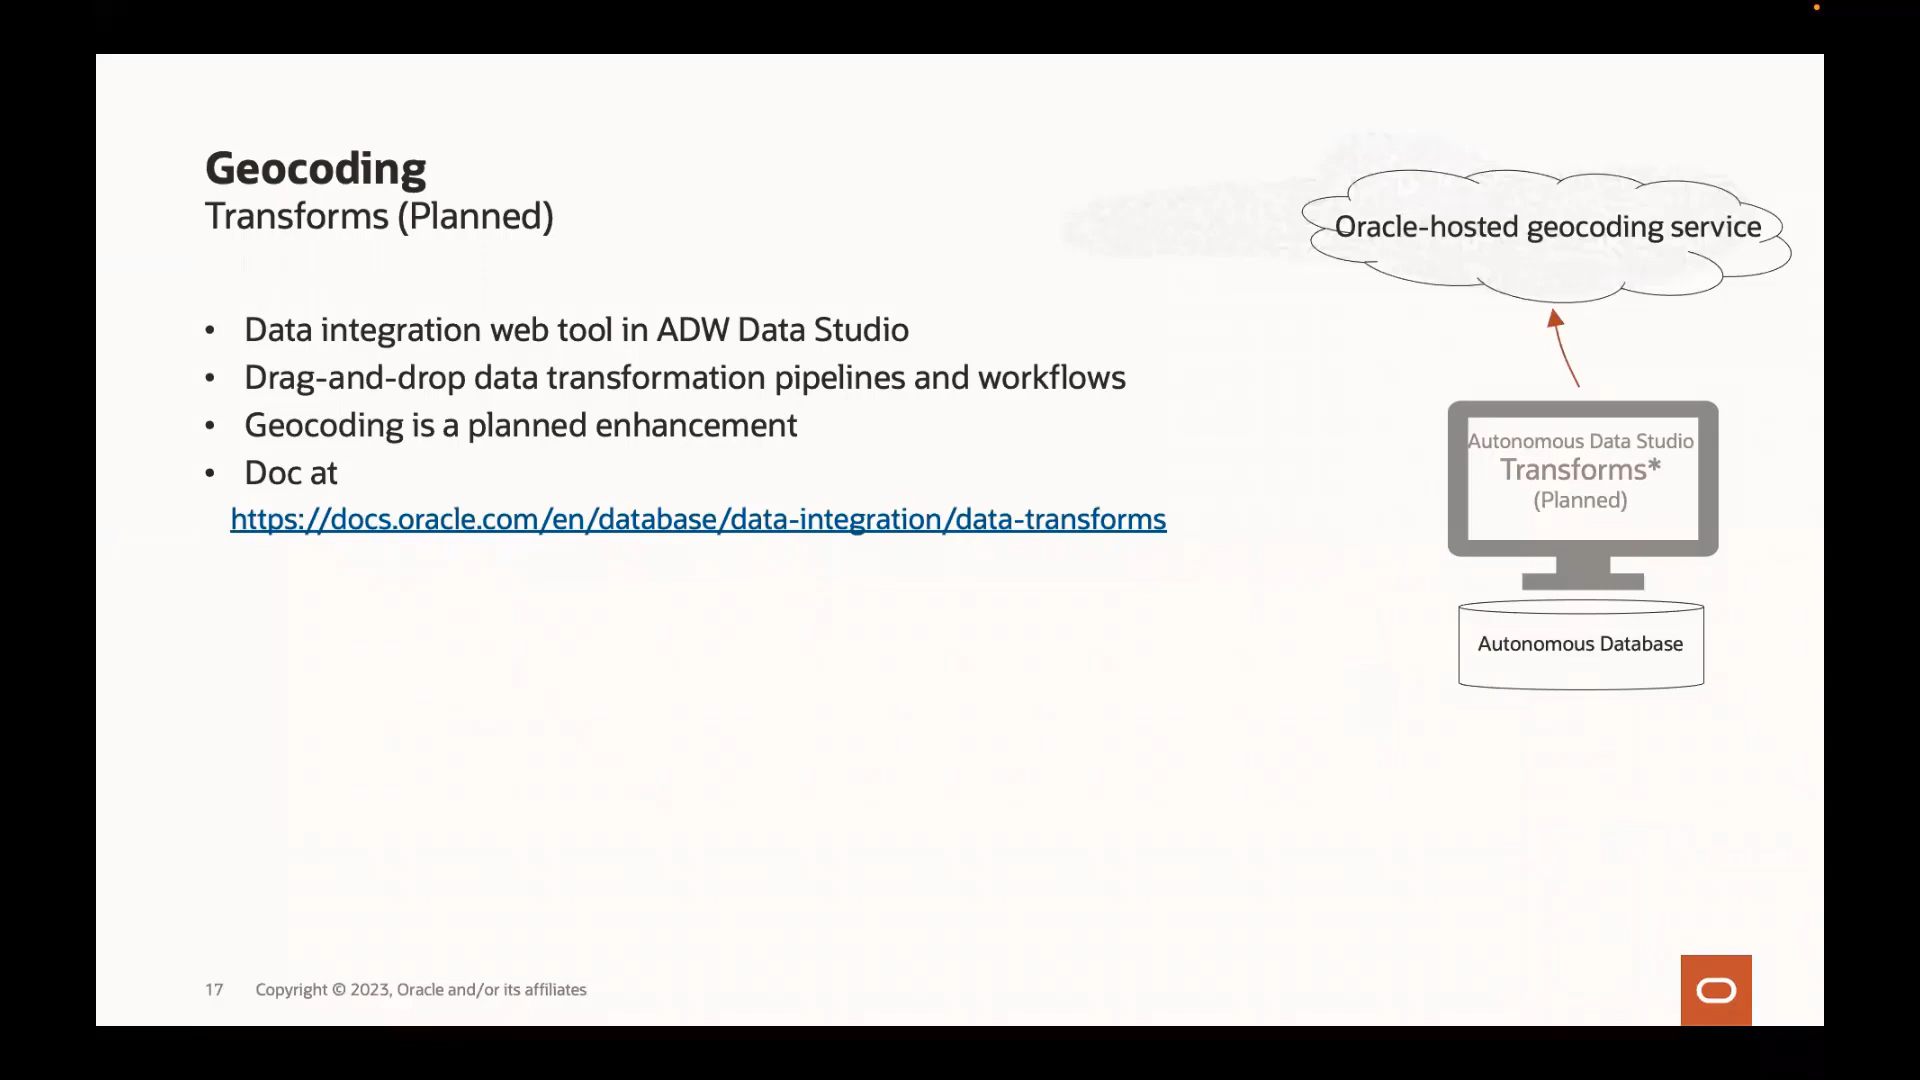 Geocoding
Transforms (Planned)
• Data integration web tool in ADW Data Studio
• Drag-and-drop data transformation pipelines and workflows
• Geocoding is a planned enhancement
• Doc at
https://docs.oracle.com/en/database/data-integration/data-transforms
Oracle-hosted geocoding service
Autonomous Data Studio
Transforms*
(Planned)
Autonomous Database
17 Copyright © 2023, Oracle and/or its affiliates